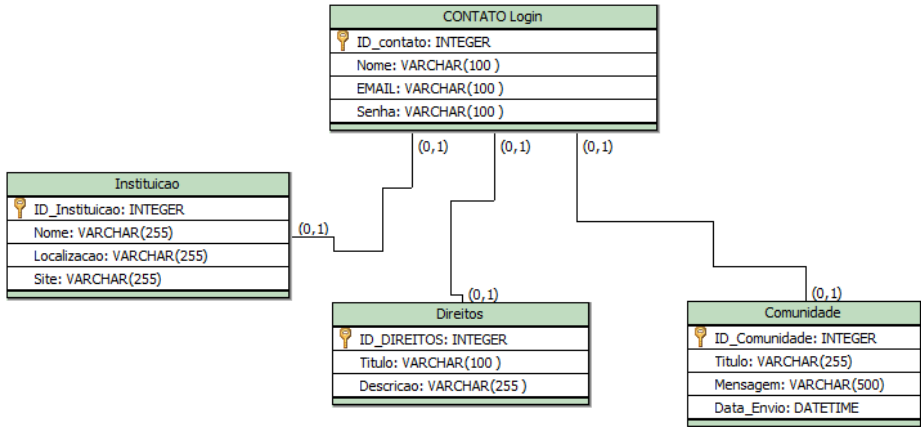 CONTATO Login
ID_contato: INTEGER
Nome: VARCHAR(100 )
EMAIL: VARCHAR(100 )
Senha: VARCHAR(100 )
(0,1)
(0,1)
(0,1)
Instituicao
ID_Instituicao: INTEGER
Nome: VARCHAR(255)
Localizacao: VARCHAR(255)
Site: VARCHAR(255)
(0,1)
(0,1)
Direitos
ID_DIREITOS: INTEGER
Titulo: VARCHAR(100 )
Descricao: VARCHAR(255 )
(0,1)
Comunidade
ID_Comunidade: INTEGER
Titulo: VARCHAR(255)
Mensagem: VARCHAR(500)
Data_Envio: DATETIME